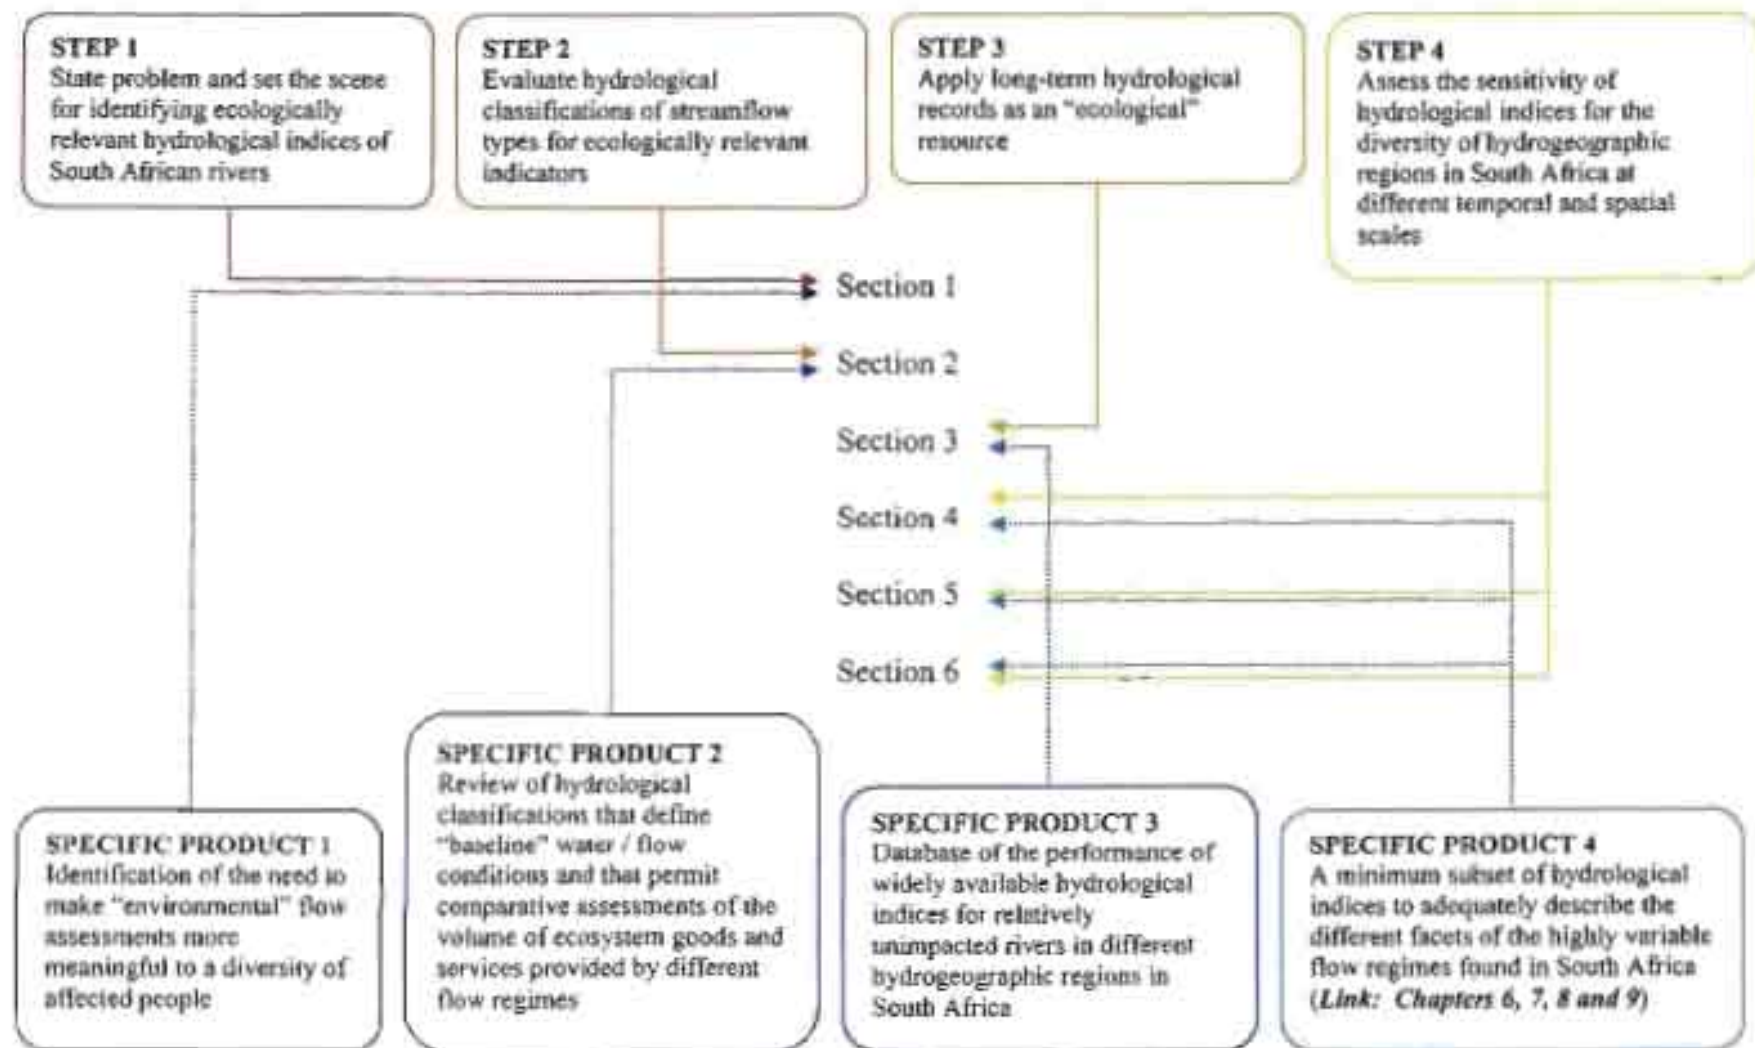 STEP 1
State problem and set the scene
for identifying ecologically
relevant hydrological indices of
South African rivers
STEP 2
Evaluate hydrological
classifications of streamflow
types for ecologically relevant
indicators
STEP 3
Apply long-term hydrological
records as an "ecological"
resource
STEP 4
Assess the sensitivity of
hydrological indices for the
diversity of hydrogeographic
regions in South Africa at
different temporal and spatial
scales
Section 1
Section 2
Section 3
Section 4
Section 5
Section 6
SPECIFIC PRODUCT 1
Identification of the need to
make "environmental" flow
assessments more
meaningful to a diversity of
affected people
SPECIFIC PRODUCT 2
Review of hydrological
classifications that define
"baseline" water / flow
conditions and that permit
comparative assessments of the
volume of ecosystem goods and
services provided by different
flow regimes
SPECIFIC PRODUCT 3
Database of the performance of
widely available hydrological
indices for relatively
unimpacted rivers in different
hydrogeographic regions in
South Africa
SPECIFIC PRODUCT 4
A minimum subset of hydrological
indices to adequately describe the
different facets of the highly variable
flow regimes found in South Africa
(Link: Chapters 6, 7, 8 and 9)